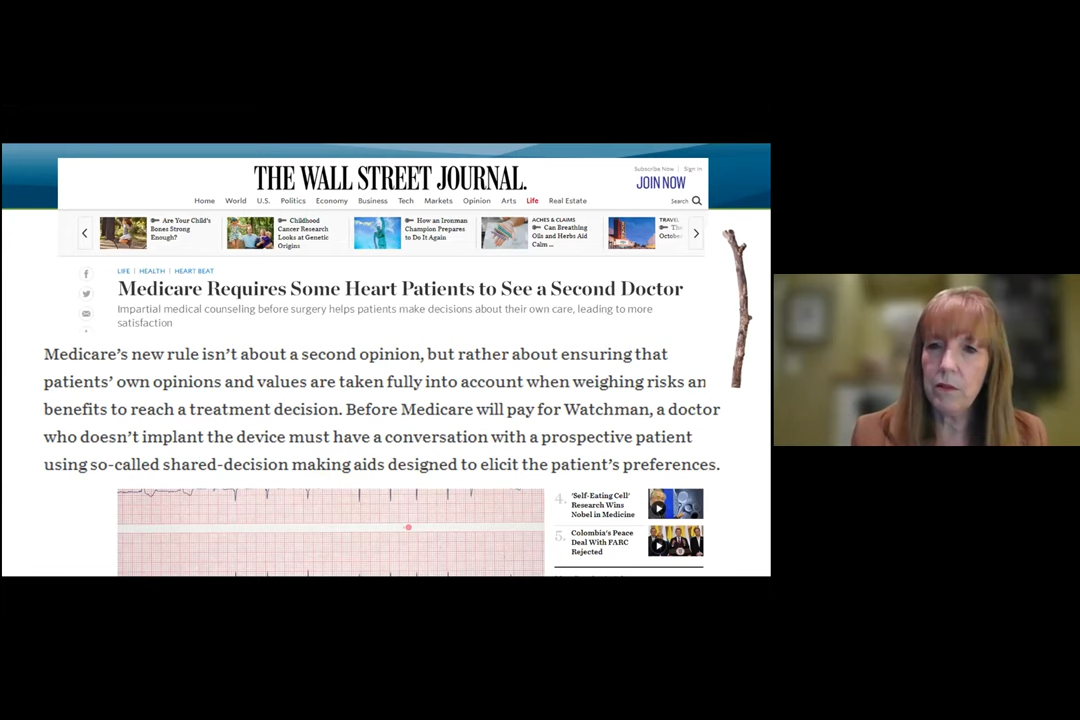 THE WALL STREET JOURNAL.
Subscribe Now | Sign In
JOIN NOW
Home World U.S. Politics Economy Business Tech Markets Opinion Arts Life Real Estate
Search
Are Your Child's
Bones Strong
Enough?
Childhood
Cancer Research
Looks at Genetic
Origins
How an Ironman
Champion Prepares
to Do It Again
ACHES & CLAIMS
Can Breathing
Oils and Herbs Aid
Calm ...
TRAVEL
The
October
LIFE | HEALTH | HEART BEAT
Medicare Requires Some Heart Patients to See a Second Doctor
Impartial medical counseling before surgery helps patients make decisions about their own care, leading to more
satisfaction
Medicare's new rule isn't about a second opinion, but rather about ensuring that
patients' own opinions and values are taken fully into account when weighing risks an
benefits to reach a treatment decision. Before Medicare will pay for Watchman, a doctor
who doesn't implant the device must have a conversation with a prospective patient
using so-called shared-decision making aids designed to elicit the patient's preferences.
4. 'Self-Eating Cell'
Research Wins
Nobel in Medicine
5. Colombia's Peace
Deal With FARC
Rejected